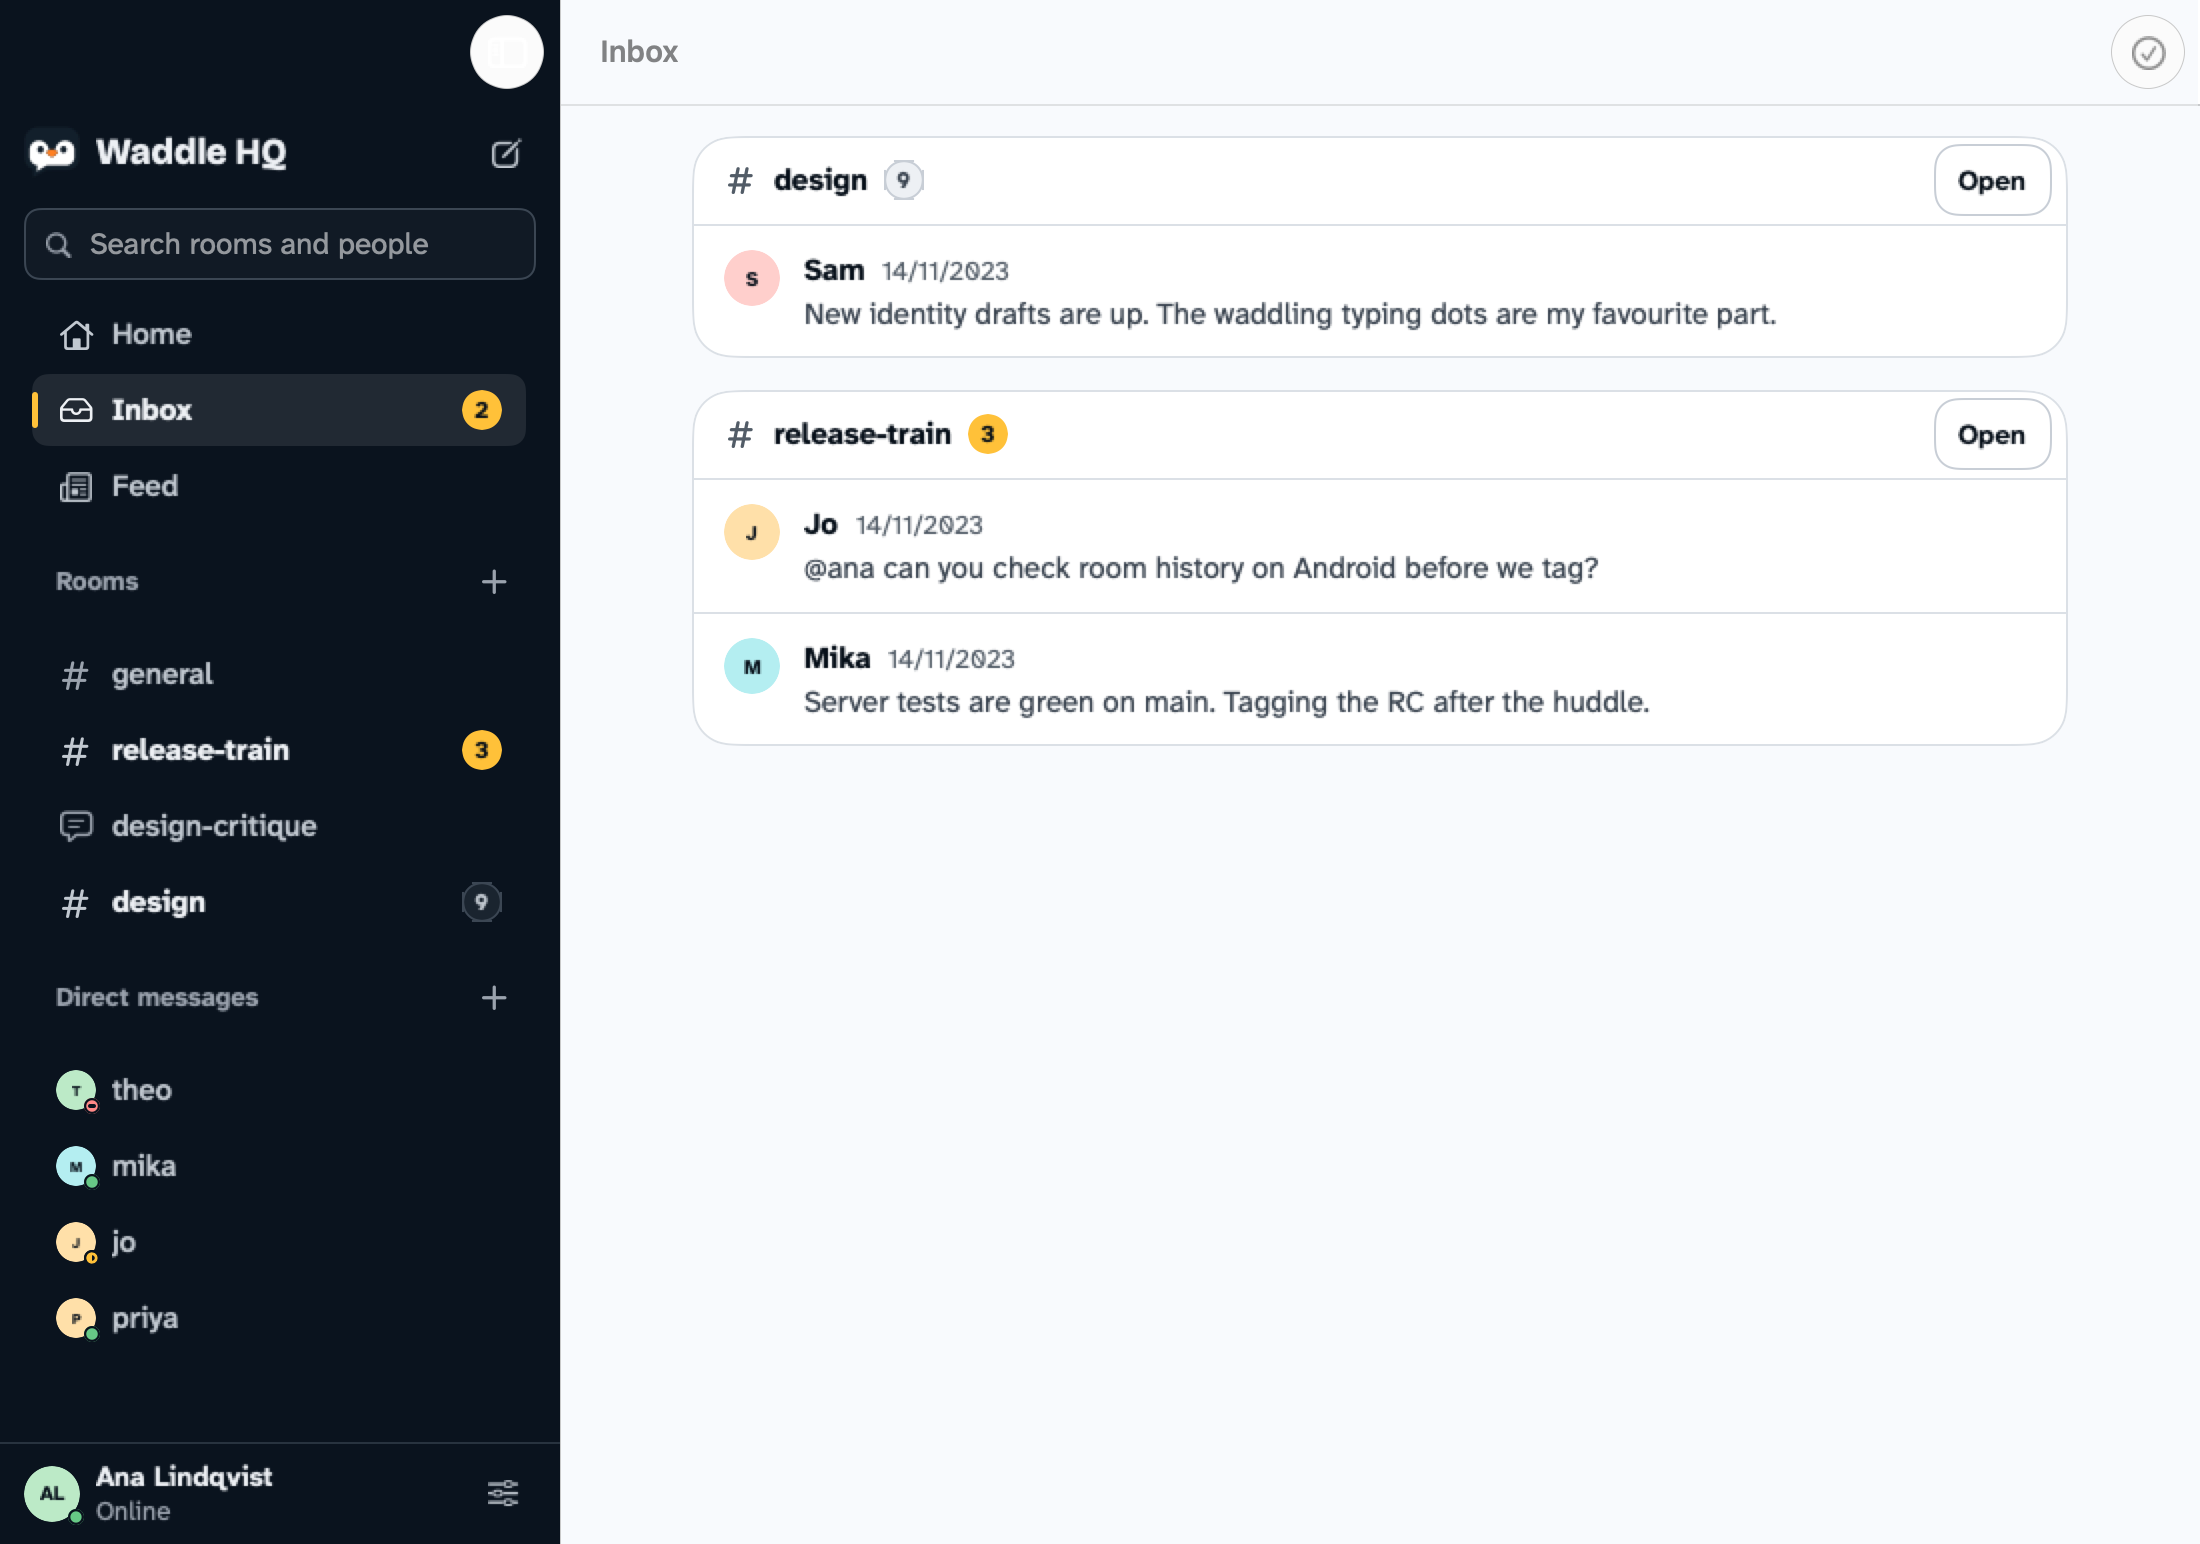 Waddle HQ
Search rooms and people
Home
Inbox 2
Feed
Rooms
# general
# release-train 3
design-critique
# design 9
Direct messages
T theo
M mika
J jo
P priya
AL Ana Lindqvist
Online
Inbox
# design 9 Open
S Sam 14/11/2023
New identity drafts are up. The waddling typing dots are my favourite part.
# release-train 3 Open
J Jo 14/11/2023
@ana can you check room history on Android before we tag?
M Mika 14/11/2023
Server tests are green on main. Tagging the RC after the huddle.